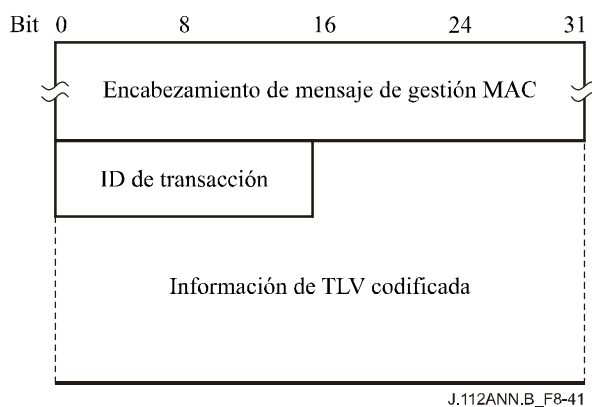 Bit 0 8 16 24 31
Encabezamiento de mensaje de gestión MAC
ID de transacción
Información de TLV codificada
J.112ANN.B_F8-41